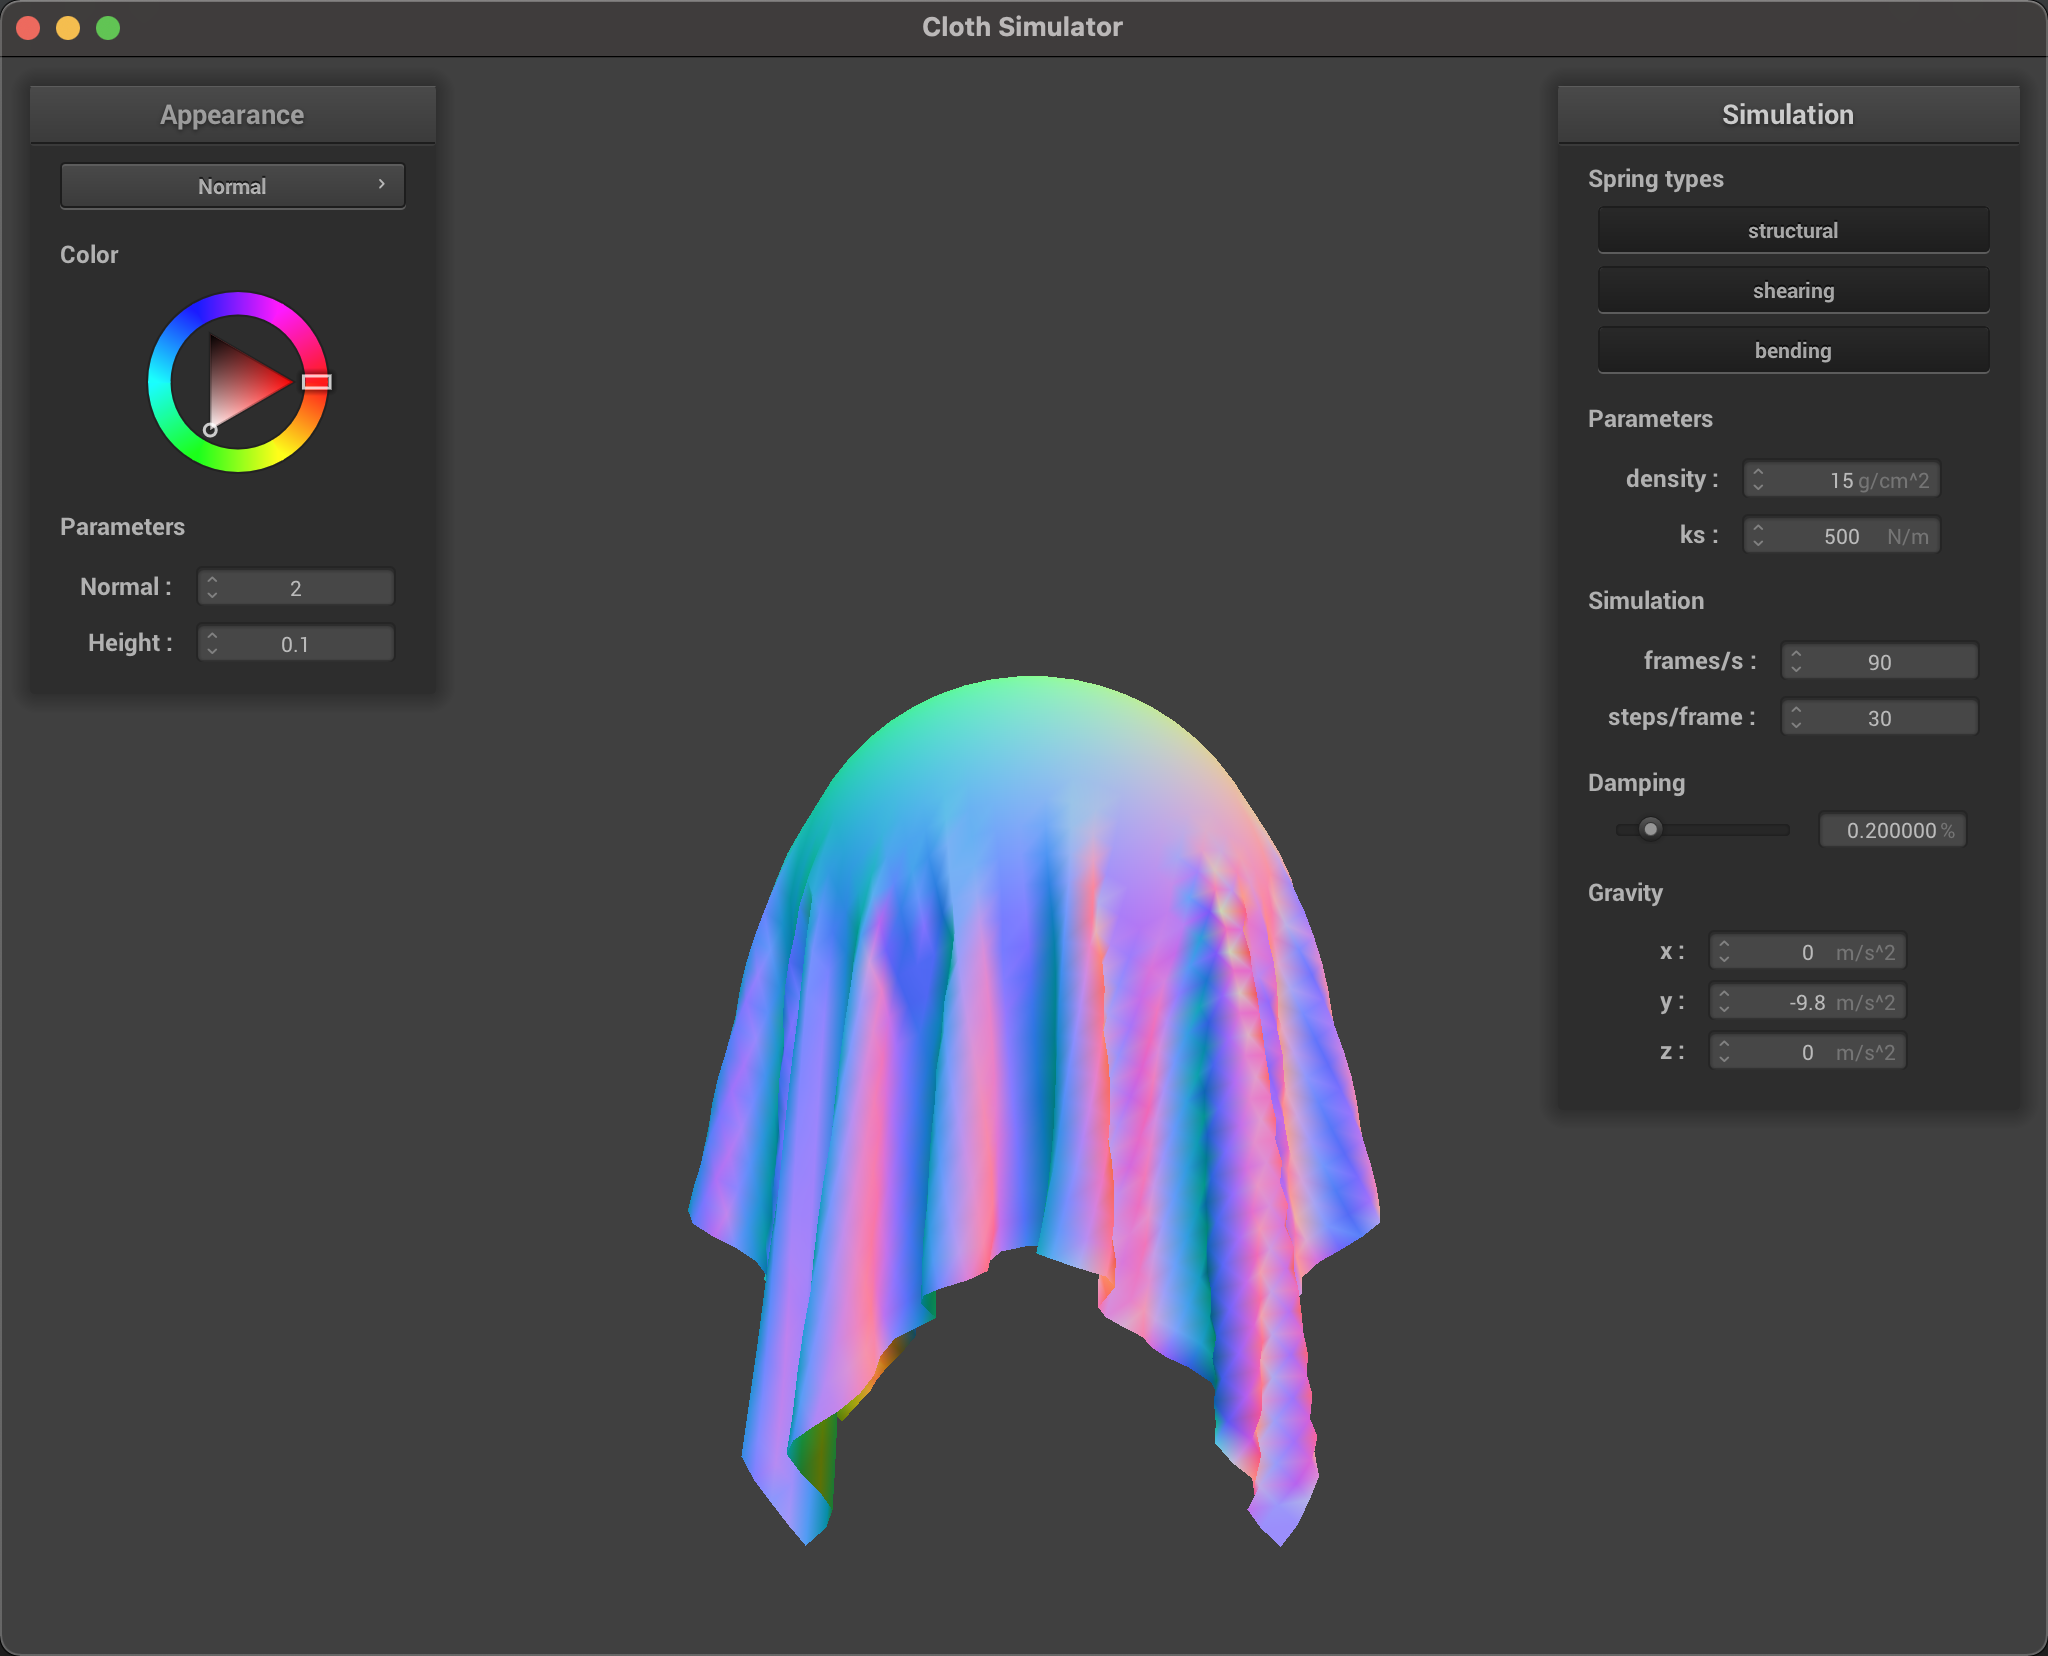 Cloth Simulator
Appearance
Normal
Color
Parameters
Normal : 2
Height : 0.1
Simulation
Spring types
structural
shearing
bending
Parameters
density : 15 g/cm^2
ks : 500 N/m
Simulation
frames/s : 90
steps/frame : 30
Damping
0.200000 %
Gravity
x : 0 m/s^2
y : -9.8 m/s^2
z : 0 m/s^2